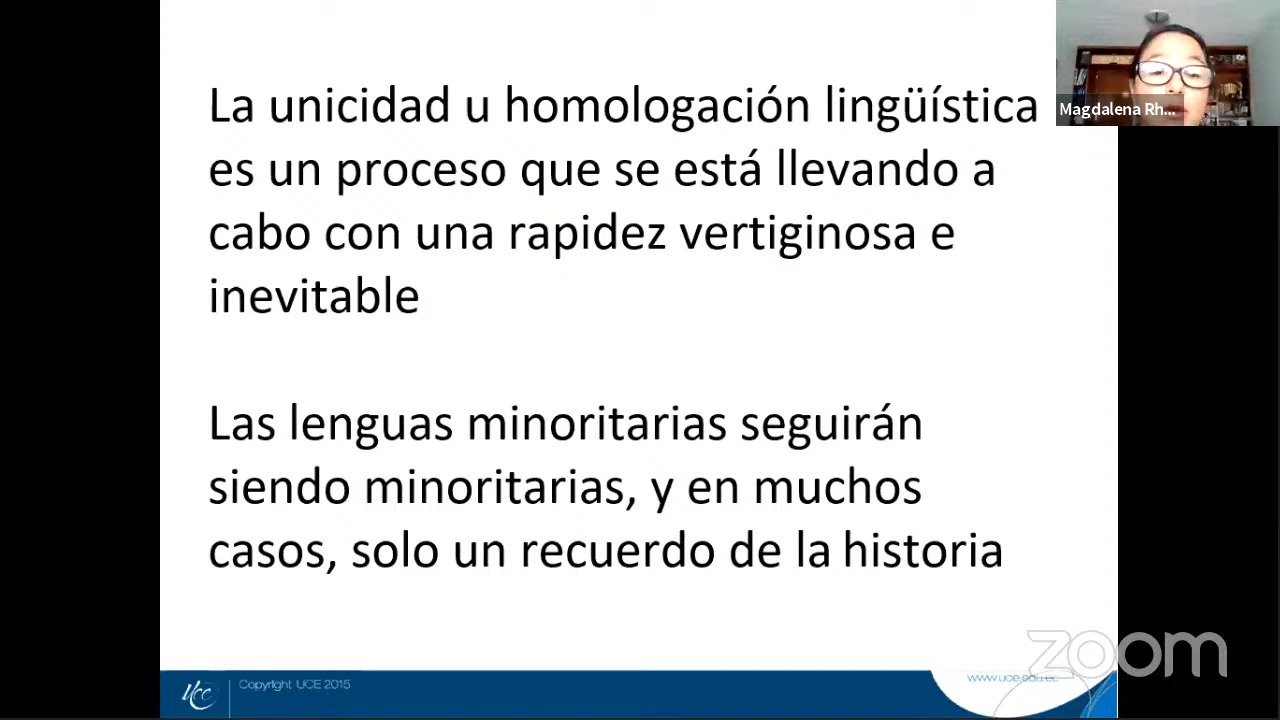 La unicidad u homologación lingüística
es un proceso que se está llevando a
cabo con una rapidez vertiginosa e
inevitable
Las lenguas minoritarias seguirán
siendo minoritarias, y en muchos
casos, solo un recuerdo de la historia
Magdalena Rh...
zoom
UCE
Copyright UCE 2015
www.uce.edu.ec